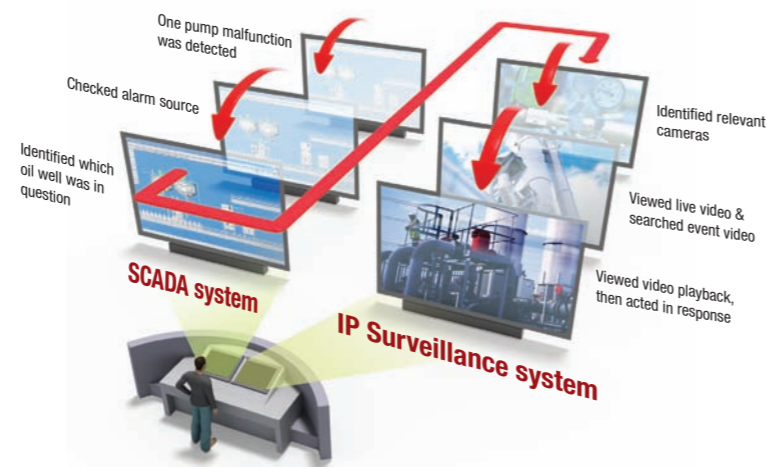 One pump malfunction
was detected
Checked alarm source
Identified which
oil well was in
question
SCADA system
Identified relevant
cameras
Viewed live video &
searched event video
Viewed video playback,
then acted in response
IP Surveillance system